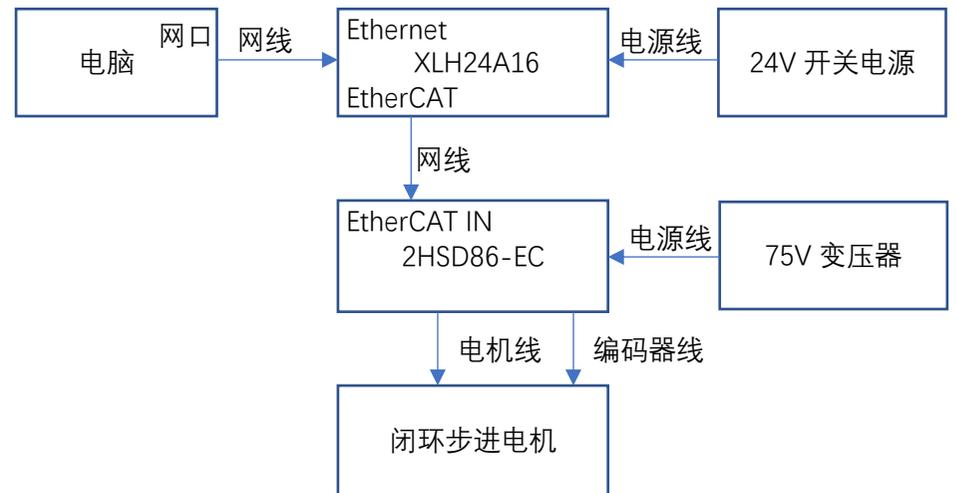 网口
电脑
网线
Ethernet
XLH24A16
EtherCAT
电源线
24V 开关电源
网线
EtherCAT IN
2HSD86-EC
电源线
75V 变压器
电机线
编码器线
闭环步进电机